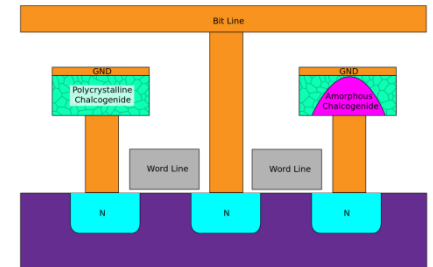 Bit Line
GND
GND
Polycrystalline
Chalcogenide
Amorphous
Chalcogenide
Word Line
Word Line
N
N
N